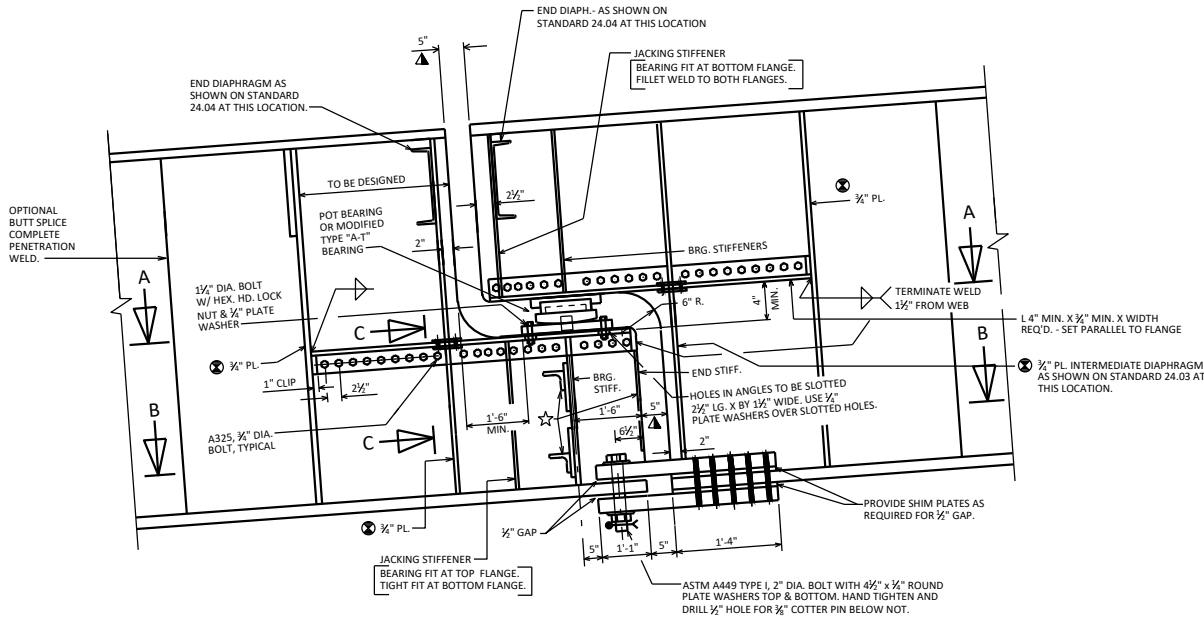 END DIAPH.- AS SHOWN ON
STANDARD 24.04 AT THIS LOCATION
5"
JACKING STIFFENER
BEARING FIT AT BOTTOM FLANGE.
FILLET WELD TO BOTH FLANGES.
END DIAPHRAGM AS
SHOWN ON STANDARD
24.04 AT THIS LOCATION.
TO BE DESIGNED
2½"
¾" PL.
OPTIONAL
BUTT SPLICE
COMPLETE
PENETRATION
WELD.
POT BEARING
OR MODIFIED
TYPE "A-T"
BEARING
2"
A
A
BRG. STIFFENERS
1¼" DIA. BOLT
W/ HEX. HD. LOCK
NUT & ¼" PLATE
WASHER
6" R.
4"
MIN.
TERMINATE WELD
1½" FROM WEB
L 4" MIN. X ¾" MIN. X WIDTH
REQ'D. - SET PARALLEL TO FLANGE
C
B
¾" PL.
¾" PL. INTERMEDIATE DIAPHRAGM
AS SHOWN ON STANDARD 24.03 AT
THIS LOCATION.
1" CLIP
2½"
BRG.
STIFF.
END STIFF.
HOLES IN ANGLES TO BE SLOTTED
2½" LG. X BY 1½" WIDE. USE ¼"
PLATE WASHERS OVER SLOTTED HOLES.
B
1'-6"
MIN.
1'-6"
5"
A325, ¾" DIA.
BOLT, TYPICAL
C
6½"
2"
¾" PL.
½" GAP
PROVIDE SHIM PLATES AS
REQUIRED FOR ½" GAP.
JACKING STIFFENER
BEARING FIT AT TOP FLANGE.
TIGHT FIT AT BOTTOM FLANGE.
5"
1'-1"
5"
1'-4"
ASTM A449 TYPE I, 2" DIA. BOLT WITH 4½" x ¼" ROUND
PLATE WASHERS TOP & BOTTOM. HAND TIGHTEN AND
DRILL ½" HOLE FOR ⅜" COTTER PIN BELOW NOT.